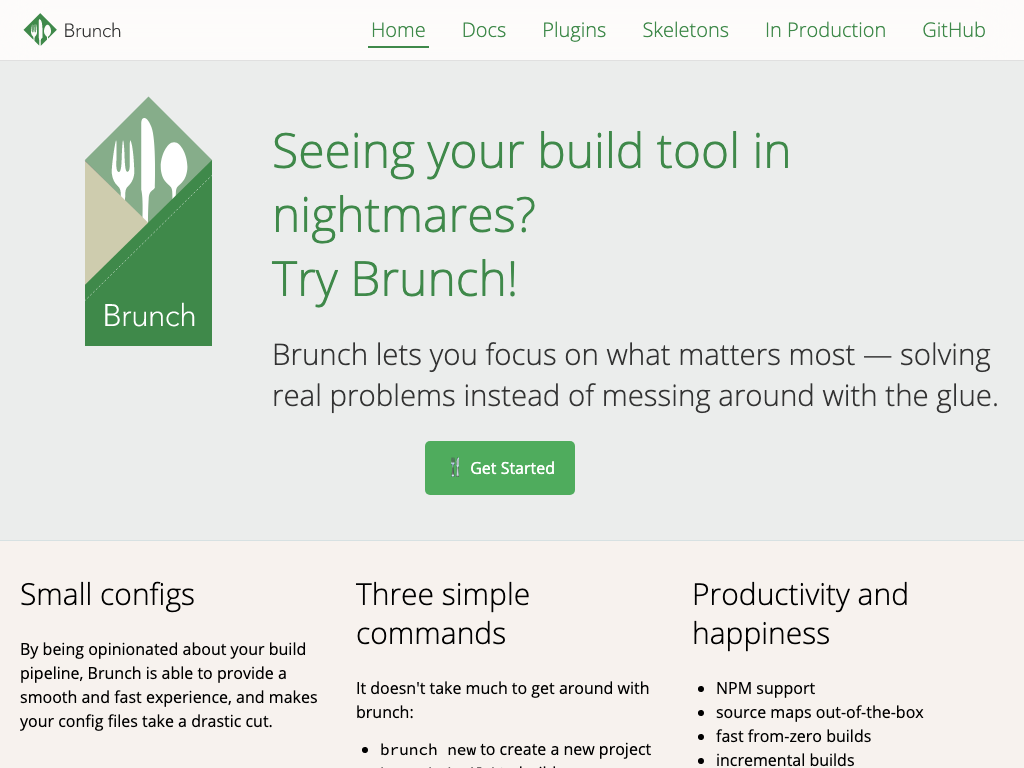 Brunch
Home
Docs
Plugins
Skeletons
In Production
GitHub
Brunch
Seeing your build tool in
nightmares?
Try Brunch!
Brunch lets you focus on what matters most — solving
real problems instead of messing around with the glue.
Get Started
Small configs
By being opinionated about your build
pipeline, Brunch is able to provide a
smooth and fast experience, and makes
your config files take a drastic cut.
Three simple
commands
It doesn't take much to get around with
brunch:
• brunch new to create a new project
Productivity and
happiness
• NPM support
• source maps out-of-the-box
• fast from-zero builds
• incremental builds